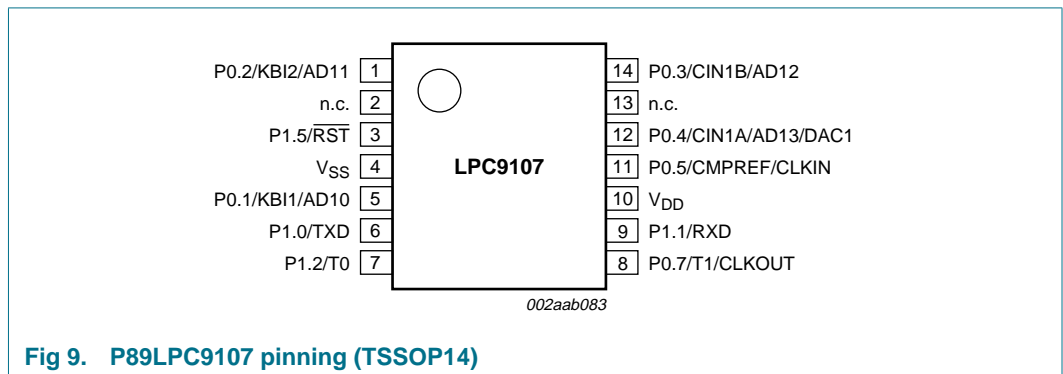 P0.2/KBI2/AD11 1 14 P0.3/CIN1B/AD12
n.c. 2 13 n.c.
P1.5/RST 3 12 P0.4/CIN1A/AD13/DAC1
VSS 4 LPC9107 11 P0.5/CMPREF/CLKIN
P0.1/KBI1/AD10 5 10 VDD
P1.0/TXD 6 9 P1.1/RXD
P1.2/T0 7 8 P0.7/T1/CLKOUT
002aab083
Fig 9. P89LPC9107 pinning (TSSOP14)